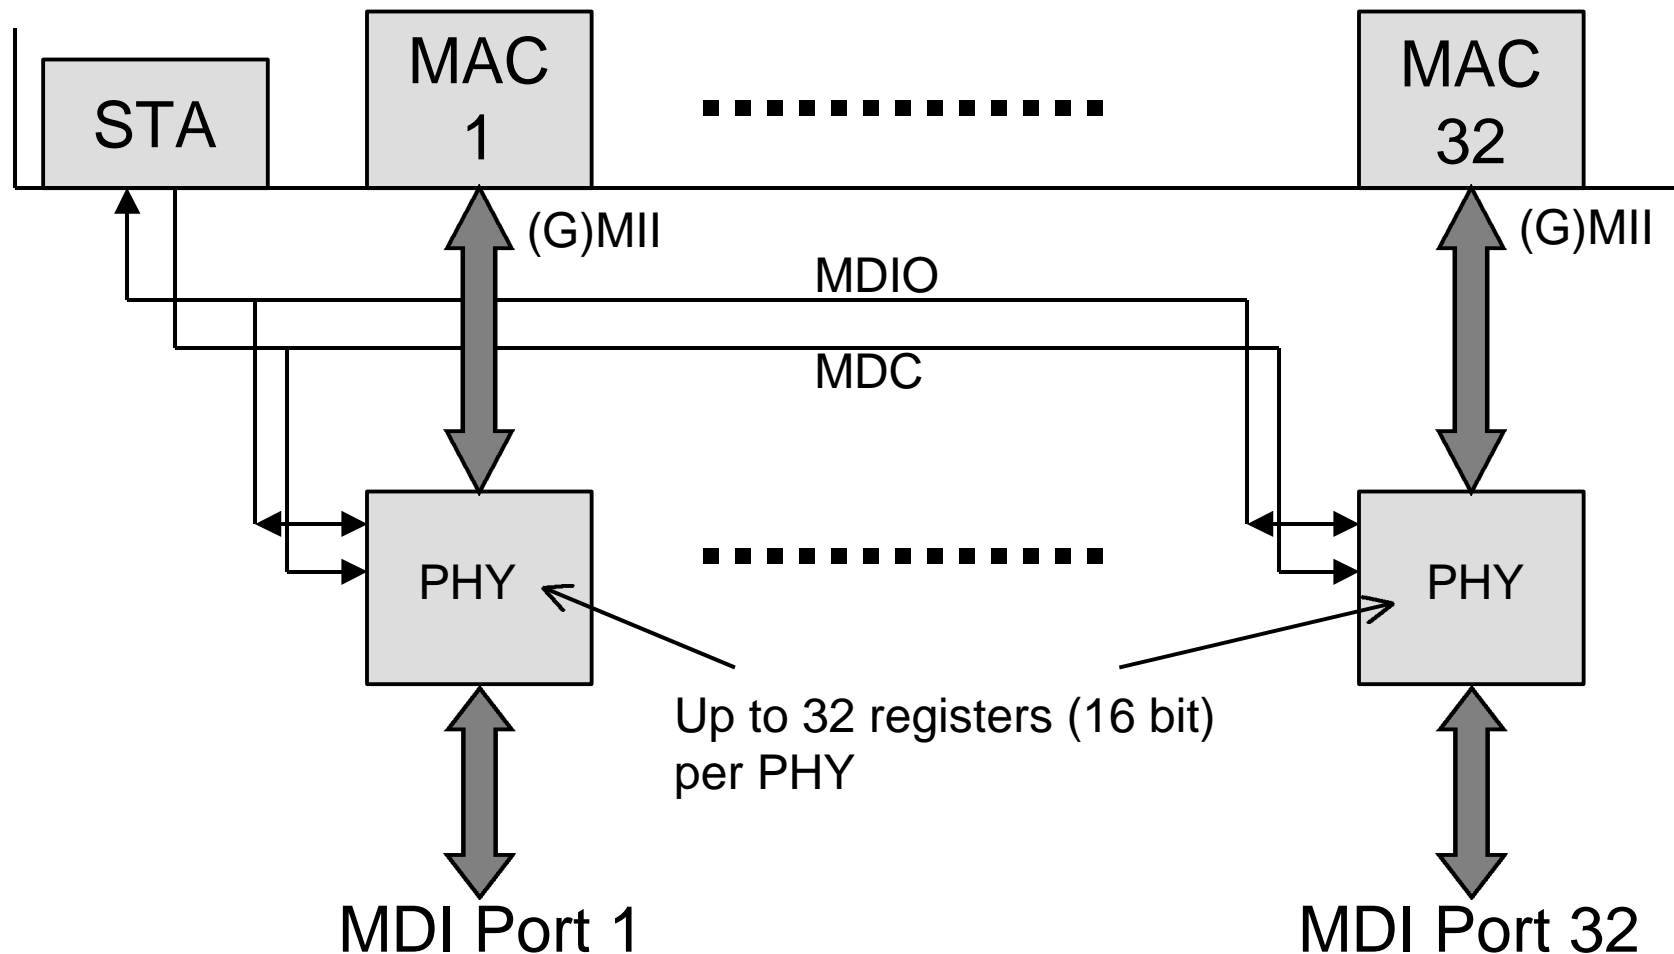 STA
MAC
1
MAC
32
(G)MII
(G)MII
MDIO
MDC
PHY
PHY
Up to 32 registers (16 bit)
per PHY
MDI Port 1
MDI Port 32